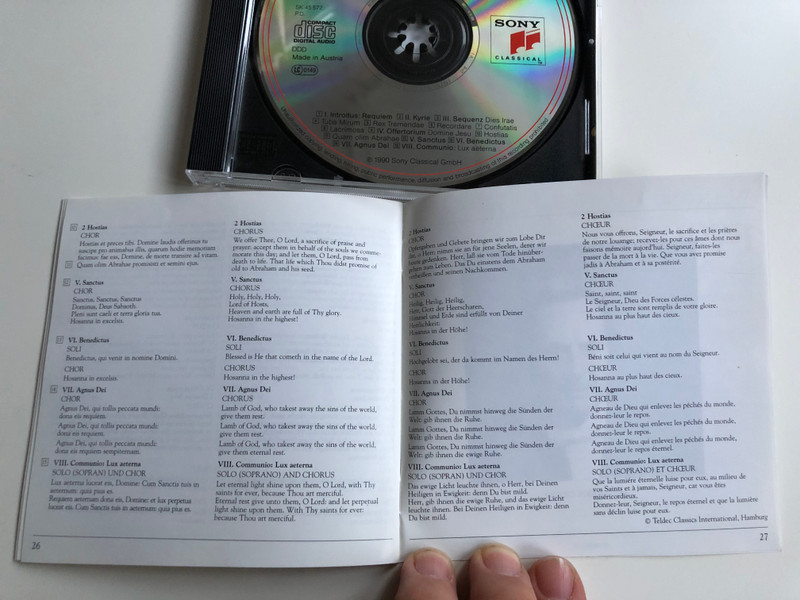 SK 45 577
P.D.
COMPACT
disc
DIGITAL AUDIO
DDD
Made in Austria
SONY
CLASSICAL™
I. Introitus: Requiem II. Kyrie III. Sequenz Dies Irae
Tuba Mirum Rex Tremendae Recordare Confutatis
Lacrimosa IV. Offertorium Domine Jesu Hostias
Quam olim Abrahae V. Sanctus VI. Benedictus
VII. Agnus Dei VIII. Communio: Lux aeterna
℗ 1990 Sony Classical GmbH
public performance, diffusion and broadcasting of this recording prohibited
2 Hostias
CHOR
Hostias et preces tibi, Domine laudis offerimus tu
suscipe pro animabus illis, quarum hodie memoriam
facimus: fac eas, Domine, de morte transire ad vitam.
Quam olim Abrahae promisisti et semini ejus.
V. Sanctus
CHOR
Sanctus, Sanctus, Sanctus
Dominus, Deus Sabaoth.
Pleni sunt caeli et terra gloria tua.
Hosanna in excelsis.
VI. Benedictus
SOLI
Benedictus, qui venit in nomine Domini.
CHOR
Hosanna in excelsis.
VII. Agnus Dei
CHOR
Agnus Dei, qui tollis peccata mundi:
dona eis requiem.
Agnus Dei, qui tollis peccata mundi:
dona eis requiem.
Agnus Dei, qui tollis peccata mundi:
dona eis requiem sempiternam.
VIII. Communio: Lux aeterna
SOLO (SOPRAN) UND CHOR
Lux aeterna luceat eis, Domine: Cum Sanctis tuis in
aeternum: quia pius es.
Requiem aeternam dona eis, Domine: et lux perpetua
luceat eis. Cum Sanctis tuis in aeternum: quia pius es.
26
2 Hostias
CHORUS
We offer Thee, O Lord, a sacrifice of praise and
prayer: accept them in behalf of the souls we comme-
morate this day; and let them, O Lord, pass from
death to life. That life which Thou didst promise of
old to Abraham and his seed.
V. Sanctus
CHORUS
Holy, Holy, Holy,
Lord of Hosts,
Heaven and earth are full of Thy glory.
Hosanna in the highest!
VI. Benedictus
SOLI
Blessed is He that cometh in the name of the Lord.
CHORUS
Hosanna in the highest!
VII. Agnus Dei
CHORUS
Lamb of God, who takest away the sins of the world,
give them rest.
Lamb of God, who takest away the sins of the world,
give them rest.
Lamb of God, who takest away the sins of the world,
give them eternal rest.
VIII. Communio: Lux aeterna
SOLO (SOPRANO) AND CHORUS
Let eternal light shine upon them, O Lord, with Thy
saints for ever, because Thou art merciful.
Eternal rest give unto them, O Lord: and let perpetual
light shine upon them. With Thy saints for ever:
because Thou art merciful.
2 Hostias
CHOR
Opfergaben und Gebete bringen wir zum Lobe Dir
dar, o Herr; nimm sie an für jene Seelen, derer wir
heute gedenken. Herr, laß sie vom Tode hinüber-
gehen zum Leben. Das Du einstens dem Abraham
verheißen und seinen Nachkommen.
V. Sanctus
CHOR
Heilig, Heilig, Heilig,
Herr, Gott der Heerscharen,
Himmel und Erde sind erfüllt von Deiner
Herrlichkeit:
Hosanna in der Höhe!
VI. Benedictus
SOLI
Hochgelobt sei, der da kommt im Namen des Herrn!
CHOR
Hosanna in der Höhe!
VII. Agnus Dei
CHOR
Lamm Gottes, Du nimmst hinweg die Sünden der
Welt: gib ihnen die Ruhe.
Lamm Gottes, Du nimmst hinweg die Sünden der
Welt: gib ihnen die Ruhe.
Lamm Gottes, Du nimmst hinweg die Sünden der
Welt: gib ihnen die ewige Ruhe.
VIII. Communio: Lux aeterna
SOLO (SOPRAN) UND CHOR
Das ewige Licht leuchte ihnen, o Herr, bei Deinen
Heiligen in Ewigkeit: denn Du bist mild.
Herr, gib ihnen die ewige Ruhe, und das ewige Licht
leuchte ihnen. Bei Deinen Heiligen in Ewigkeit: denn
Du bist mild.
2 Hostias
CHŒUR
Nous vous offrons, Seigneur, le sacrifice et les prières
de notre louange; recevez-les pour ces âmes dont nous
faisons mémoire aujourd'hui. Seigneur, faites-les
passer de la mort à la vie. Que vous avez promise
jadis à Abraham et à sa postérité.
V. Sanctus
CHŒUR
Saint, saint, saint
Le Seigneur, Dieu des Forces célestes.
Le ciel et la terre sont remplis de votre gloire.
Hosanna au plus haut des cieux.
VI. Benedictus
SOLI
Béni soit celui qui vient au nom du Seigneur.
CHŒUR
Hosanna au plus haut des cieux.
VII. Agnus Dei
CHŒUR
Agneau de Dieu qui enlevez les péchés du monde,
donnez-leur le repos.
Agneau de Dieu qui enlevez les péchés du monde,
donnez-leur le repos.
Agneau de Dieu qui enlevez les péchés du monde,
donnez-leur le repos éternel.
VIII. Communio: Lux aeterna
SOLO (SOPRANO) ET CHŒUR
Que la lumière éternelle luise pour eux, au milieu de
vos Saints et à jamais, Seigneur, car vous êtes
miséricordieux.
Donnez-leur, Seigneur, le repos éternel et que la lumière
sans déclin luise pour eux.
© Teldec Classics International, Hamburg
27